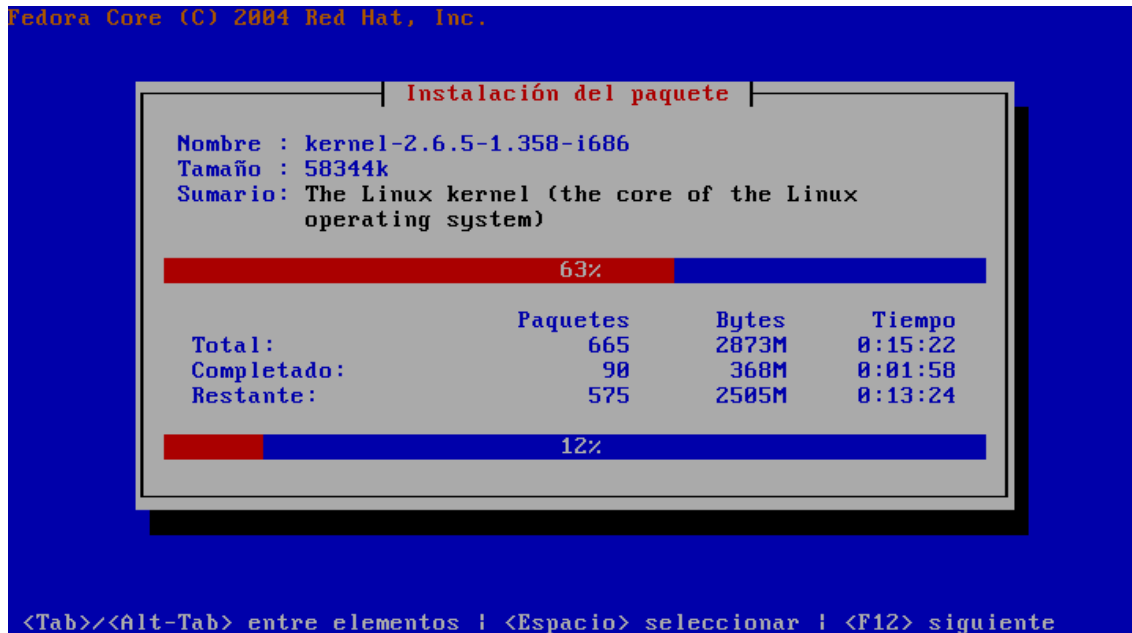 Fedora Core (C) 2004 Red Hat, Inc.
Instalación del paquete
Nombre : kernel-2.6.5-1.358-i686
Tamaño : 58344k
Sumario: The Linux kernel (the core of the Linux
operating system)
63%
Paquetes Bytes Tiempo
Total: 665 2873M 0:15:22
Completado: 90 368M 0:01:58
Restante: 575 2505M 0:13:24
12%
<Tab>/<Alt-Tab> entre elementos | <Espacio> seleccionar | <F12> siguiente